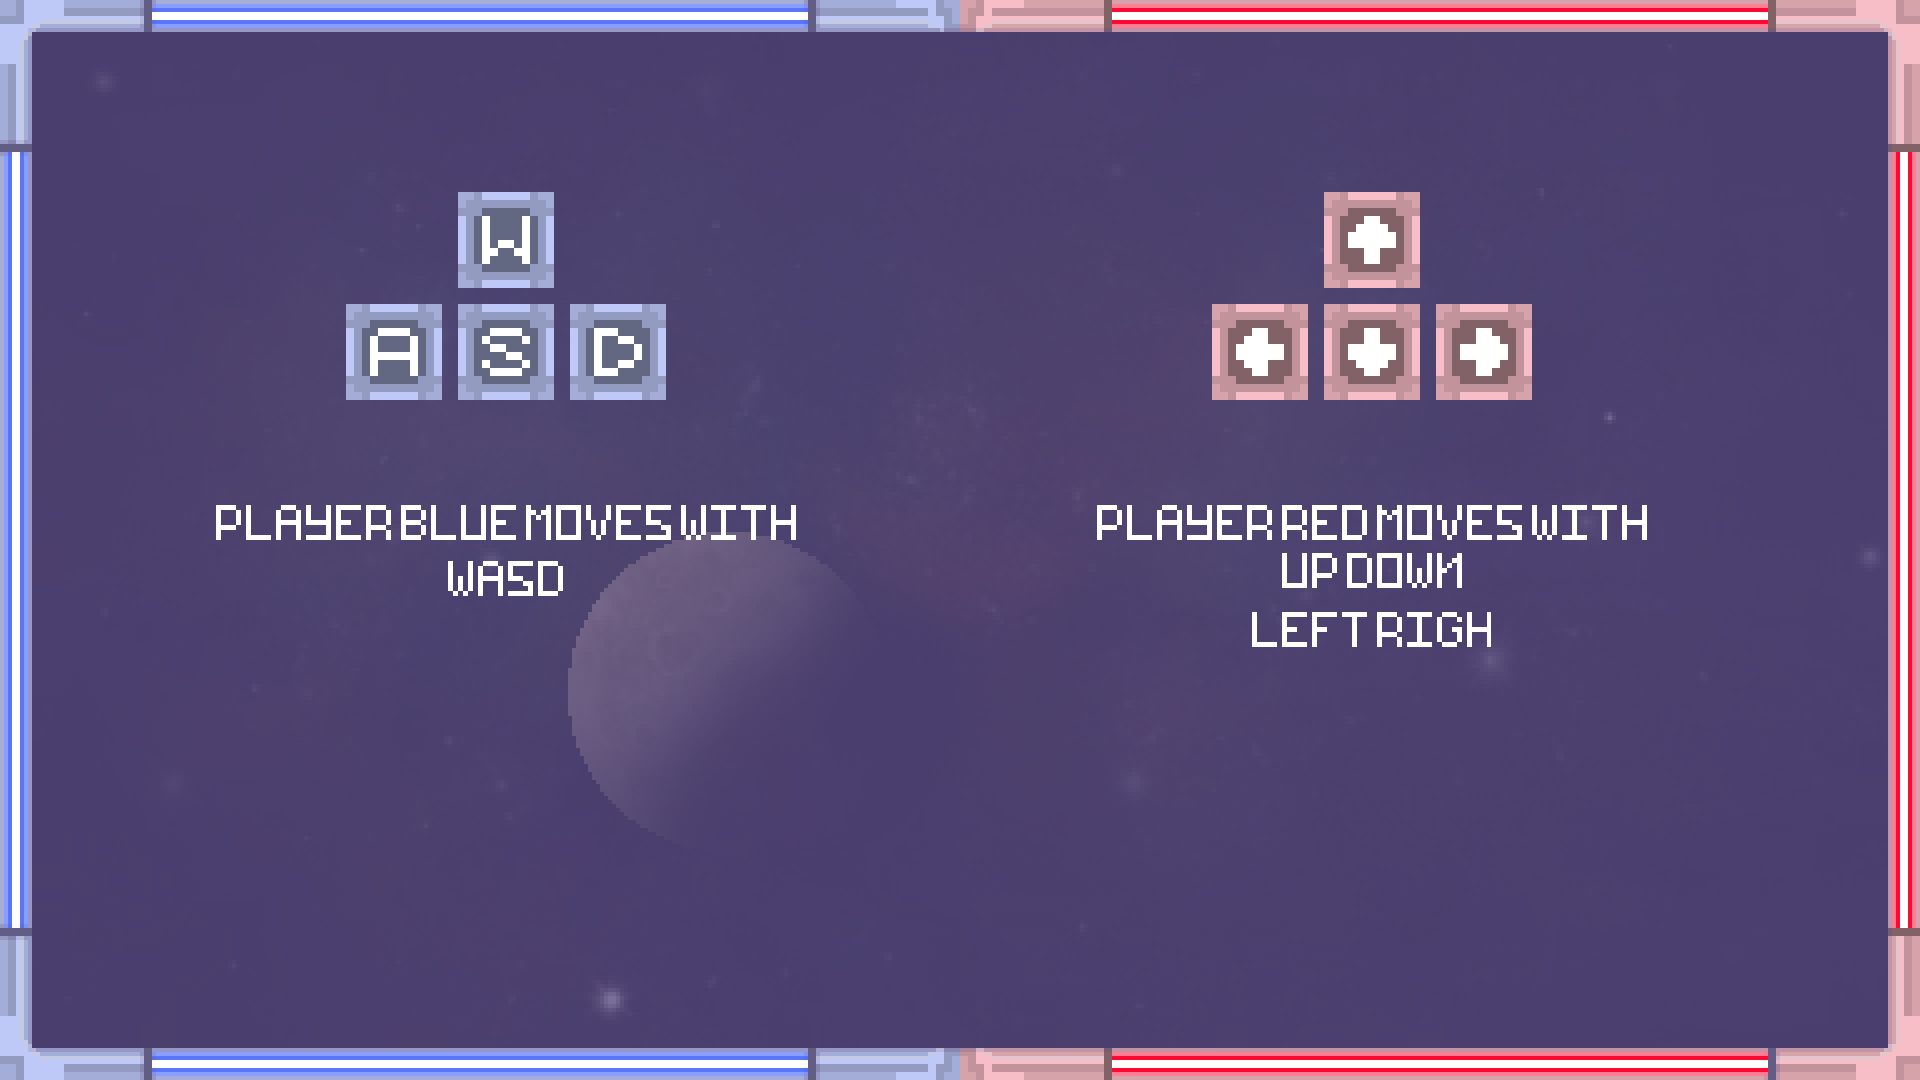 W
A S D
PLAYER BLUE MOVES WITH
WASD
PLAYER RED MOVES WITH
UP DOWN
LEFT RIGH